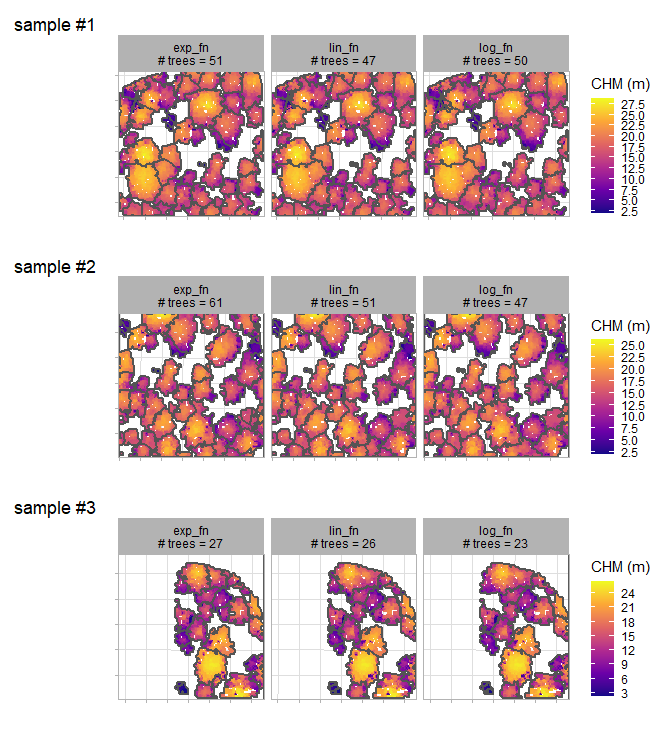 sample #1
exp_fn
# trees = 51
lin_fn
# trees = 47
log_fn
# trees = 50
CHM (m)
27.5
25.0
22.5
20.0
17.5
15.0
12.5
10.0
7.5
5.0
2.5
sample #2
exp_fn
# trees = 61
lin_fn
# trees = 51
log_fn
# trees = 47
CHM (m)
25.0
22.5
20.0
17.5
15.0
12.5
10.0
7.5
5.0
2.5
sample #3
exp_fn
# trees = 27
lin_fn
# trees = 26
log_fn
# trees = 23
CHM (m)
24
21
18
15
12
9
6
3